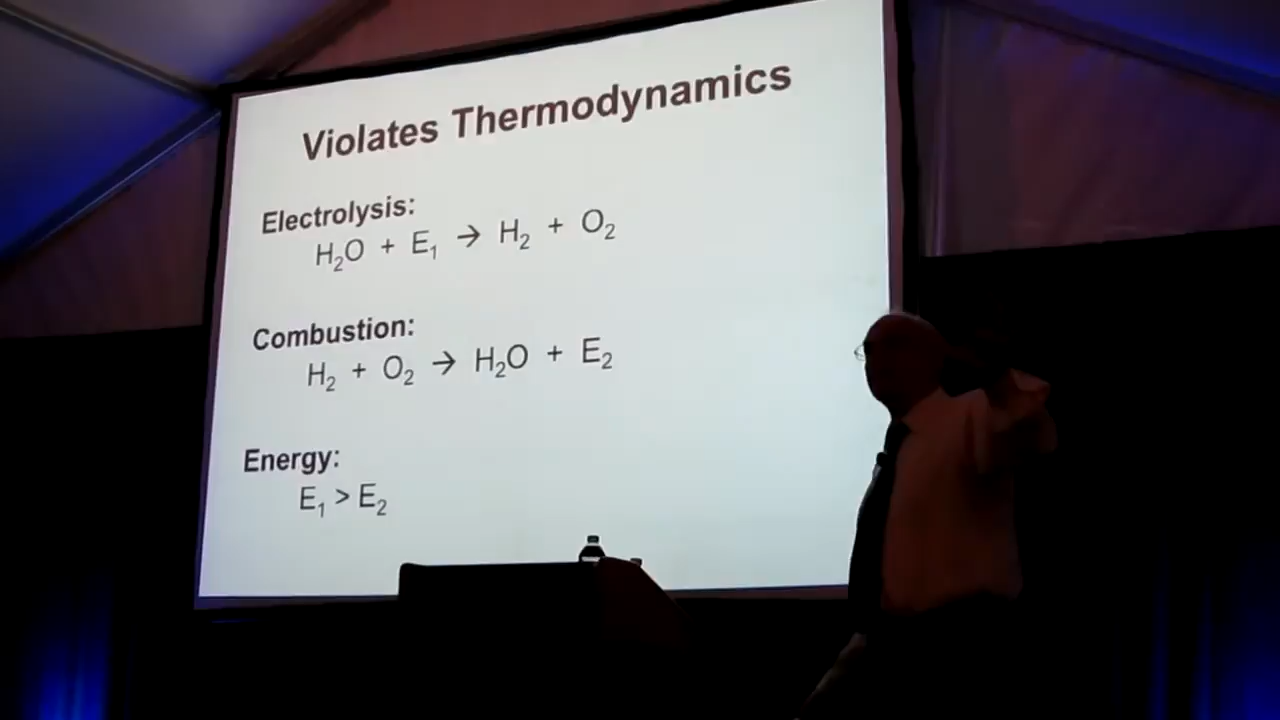 Violates Thermodynamics
Electrolysis:
H₂O + E₁ → H₂ + O₂
Combustion:
H₂ + O₂ → H₂O + E₂
Energy:
E₁ > E₂